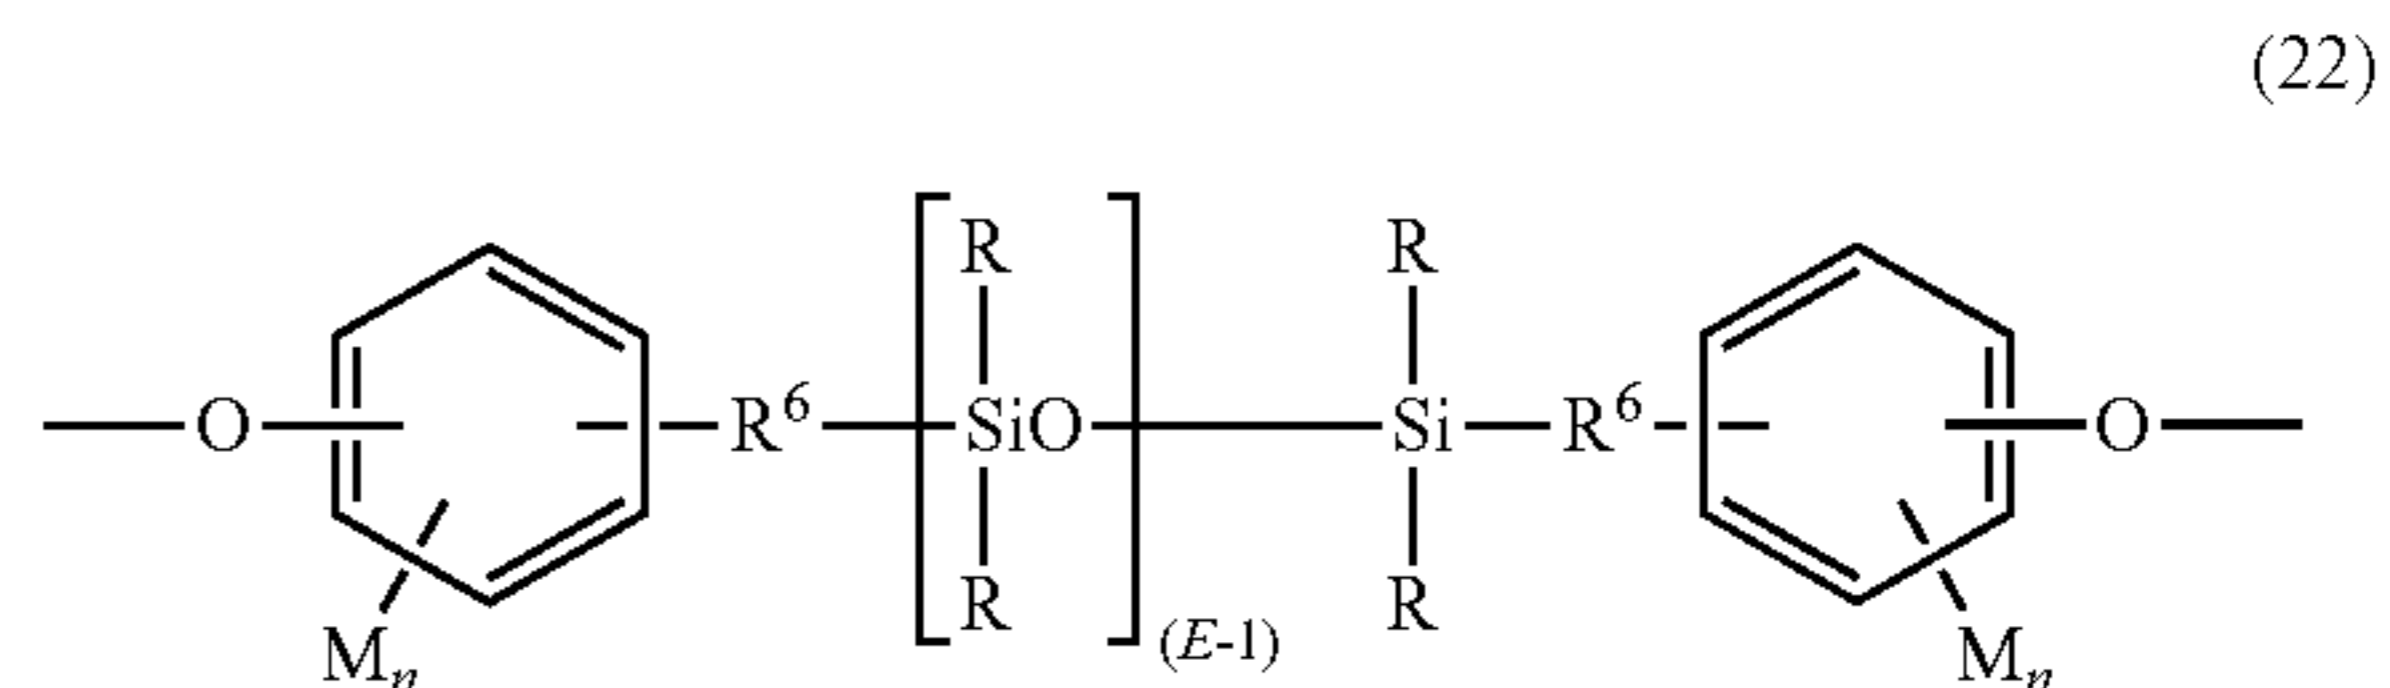 (22)
R R
O R⁶ SiO Si R⁶ O
R R
(E-1)
Mₙ Mₙ